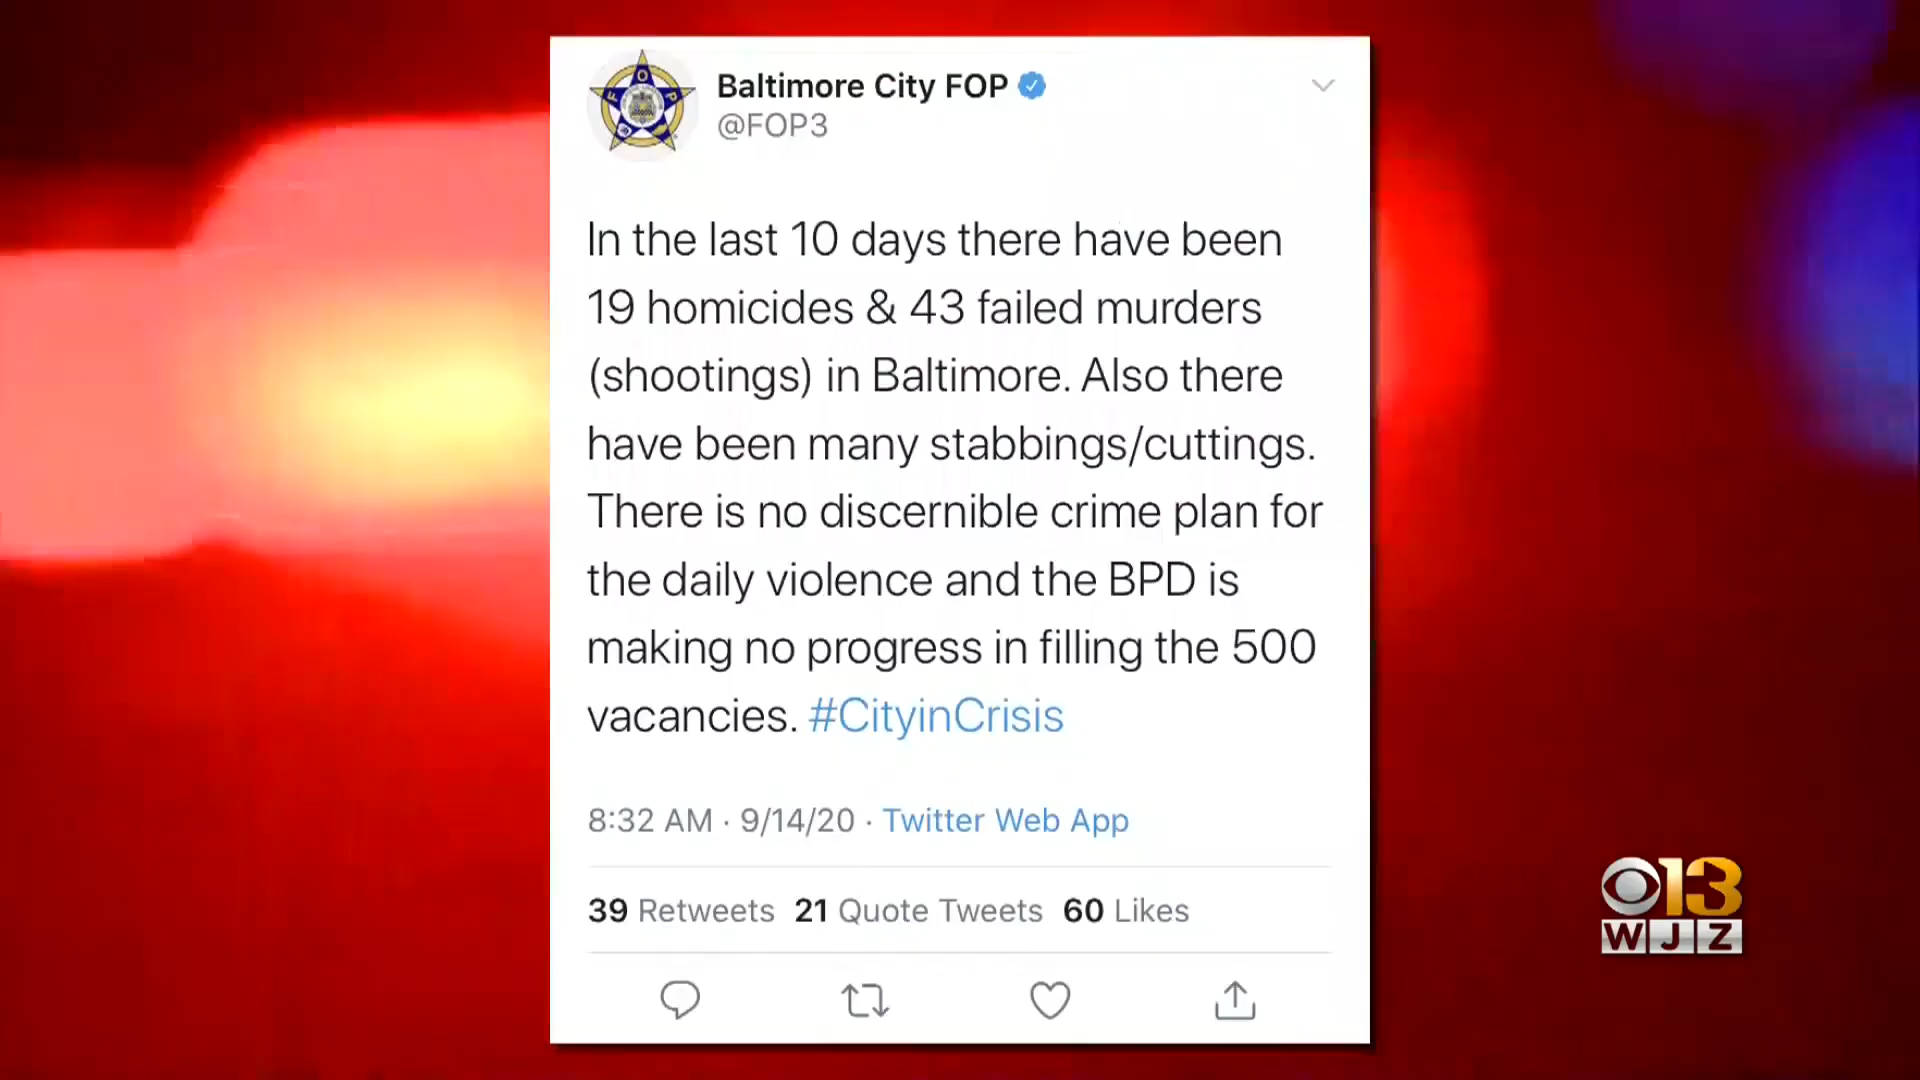 Baltimore City FOP
@FOP3
In the last 10 days there have been
19 homicides & 43 failed murders
(shootings) in Baltimore. Also there
have been many stabbings/cuttings.
There is no discernible crime plan for
the daily violence and the BPD is
making no progress in filling the 500
vacancies. #CityinCrisis
8:32 AM · 9/14/20 · Twitter Web App
39 Retweets 21 Quote Tweets 60 Likes
13
WJZ
FOP